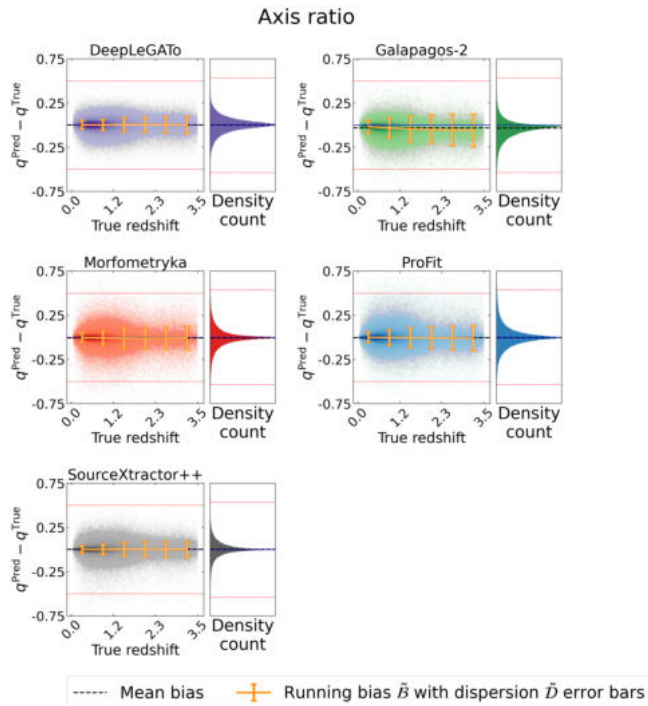 Axis ratio
DeepLeGATo
0.75
0.25
-0.25
-0.75
q^Pred − q^True
0.0
1.2
2.3
3.5
True redshift
Density
count
Galapagos-2
0.75
0.25
-0.25
-0.75
q^Pred − q^True
0.0
1.2
2.3
3.5
True redshift
Density
count
Morfometryka
0.75
0.25
-0.25
-0.75
q^Pred − q^True
0.0
1.2
2.3
3.5
True redshift
Density
count
ProFit
0.75
0.25
-0.25
-0.75
q^Pred − q^True
0.0
1.2
2.3
3.5
True redshift
Density
count
SourceXtractor++
0.75
0.25
-0.25
-0.75
q^Pred − q^True
0.0
1.2
2.3
3.5
True redshift
Density
count
Mean bias
Running bias B̃ with dispersion D̃ error bars